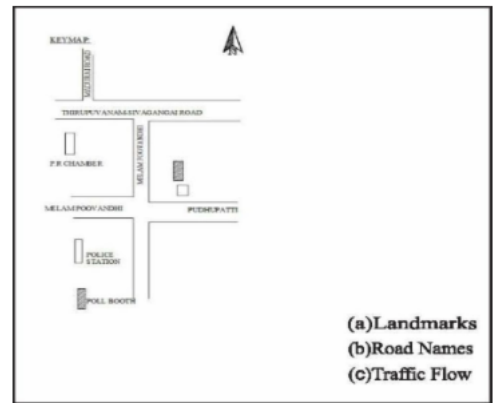 KEYMAP:
THIRUPUVANAM-SIVAGANGAI ROAD
P.R CHAMBER
MELAMPOOVANDHI
PUDHUPATTI
POLICE
STATION
POLL BOOTH
(a)Landmarks
(b)Road Names
(c)Traffic Flow